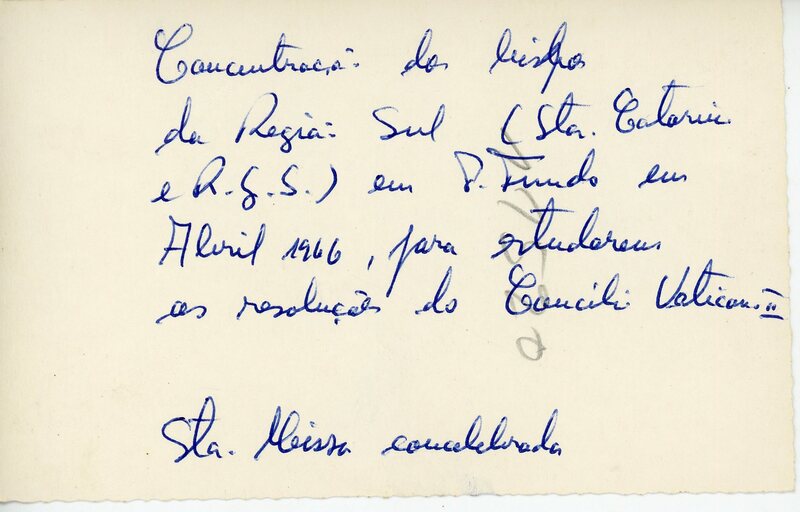 Concentração dos bispos
da Região Sul (Sta. Catarina
e R.G.S.) em P. Fundo em
Abril 1966, para estudarem
as resoluções do Concílio Vaticano II
Sta. Missa concelebrada